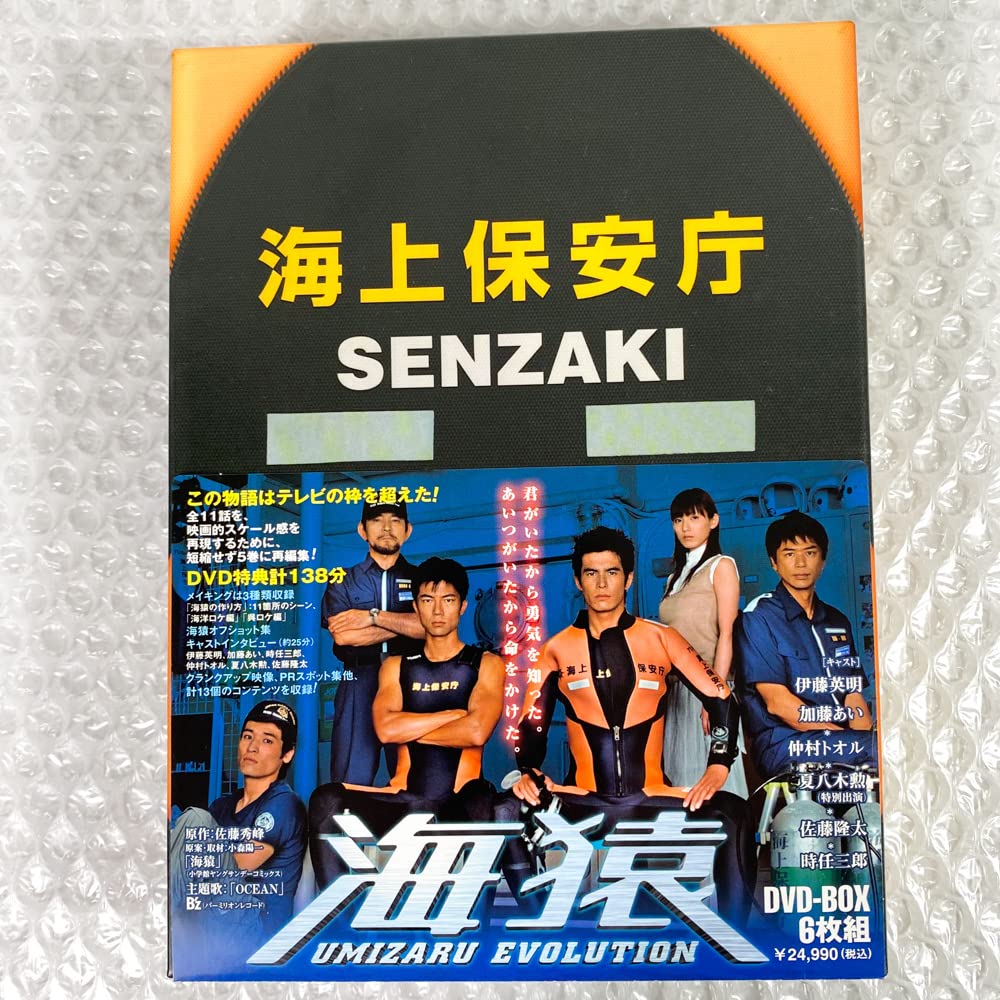 海上保安庁
SENZAKI
この物語はテレビの枠を超えた!
全11話を、
映画的スケール感を
再現するために、
短縮せず5巻に再編集!
DVD特典計138分
メイキングは3種類収録
「海猿の作り方」:11箇所のシーン、
「海洋ロケ編」「呉ロケ編」
海猿オフショット集
キャストインタビュー(約25分)
伊藤英明、加藤あい、時任三郎、
仲村トオル、夏八木勲、佐藤隆太
クランクアップ映像、PRスポット集他、
計13個のコンテンツを収録!
君がいたから勇気を知った。
あいつがいたから命をかけた。
海上保安庁
海上保安庁
[キャスト]
伊藤英明
*
加藤あい
*
仲村トオル
*
夏八木勲
(特別出演)
*
佐藤隆太
*
時任三郎
原作:佐藤秀峰
原案・取材:小森陽一
「海猿」
(小学館ヤングサンデーコミックス)
主題歌:「OCEAN」
B'z(バーミリオンレコード)
海猿
UMIZARU EVOLUTION
DVD-BOX
6枚組
¥24,990(税込)